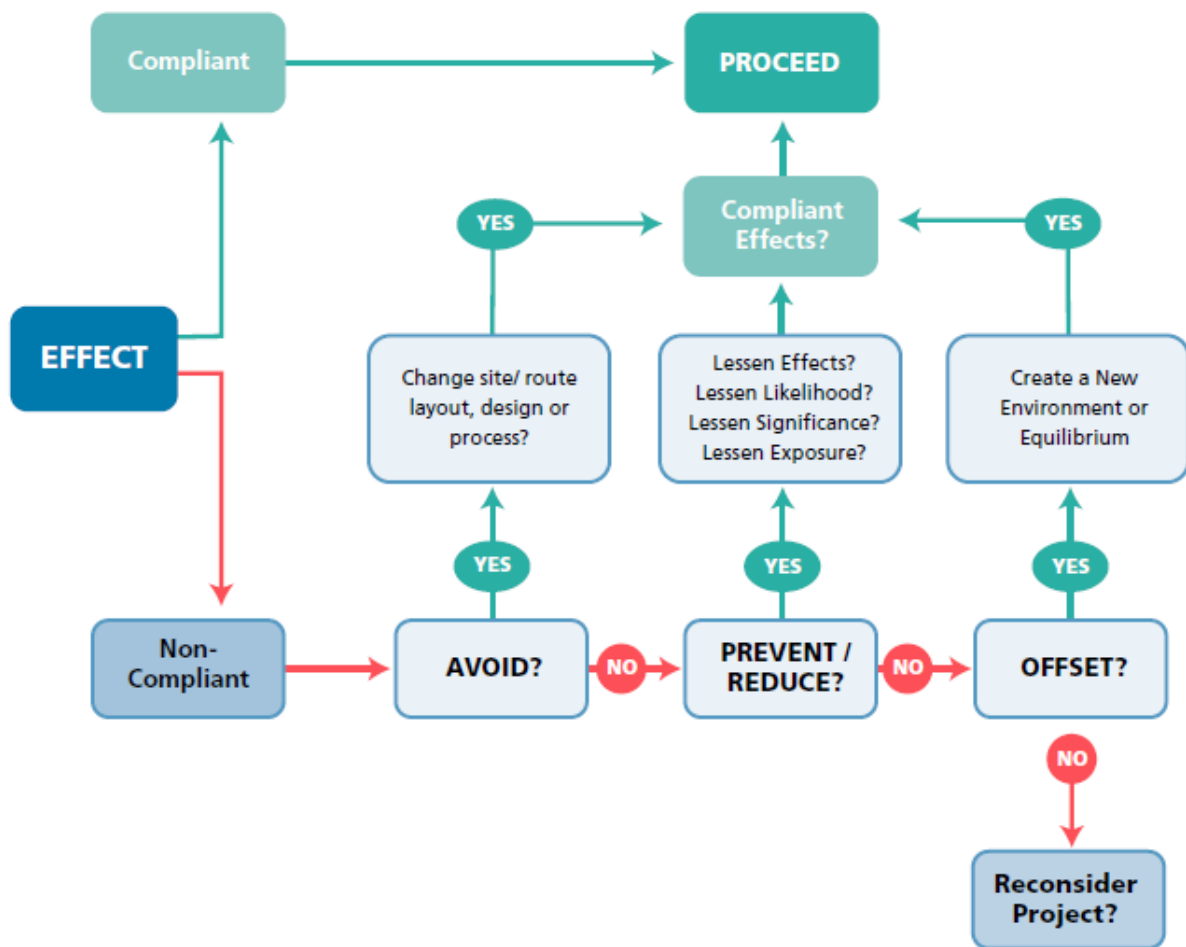 Compliant
PROCEED
YES
Compliant
Effects?
YES
EFFECT
Change site/ route
layout, design or
process?
Lessen Effects?
Lessen Likelihood?
Lessen Significance?
Lessen Exposure?
Create a New
Environment or
Equilibrium
YES
YES
YES
Non-
Compliant
AVOID?
NO
PREVENT /
REDUCE?
NO
OFFSET?
NO
Reconsider
Project?